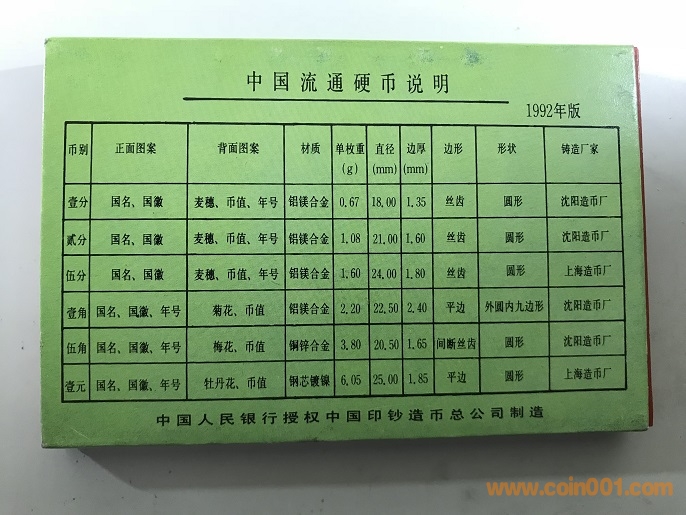 中国流通硬币说明
1992年版
币别 正面图案 背面图案 材质 单枚重(g) 直径(mm) 边厚(mm) 边形 形状 铸造厂家
壹分 国名、国徽 麦穗、币值、年号 铝镁合金 0.67 18.00 1.35 丝齿 圆形 沈阳造币厂
贰分 国名、国徽 麦穗、币值、年号 铝镁合金 1.08 21.00 1.60 丝齿 圆形 沈阳造币厂
伍分 国名、国徽 麦穗、币值、年号 铝镁合金 1.60 24.00 1.80 丝齿 圆形 上海造币厂
壹角 国名、国徽、年号 菊花、币值 铝镁合金 2.20 22.50 2.40 平边 外圆内九边形 沈阳造币厂
伍角 国名、国徽、年号 梅花、币值 铜锌合金 3.80 20.50 1.65 间断丝齿 圆形 沈阳造币厂
壹元 国名、国徽、年号 牡丹花、币值 钢芯镀镍 6.05 25.00 1.85 平边 圆形 上海造币厂
中国人民银行授权中国印钞造币总公司制造
www.coin001.com